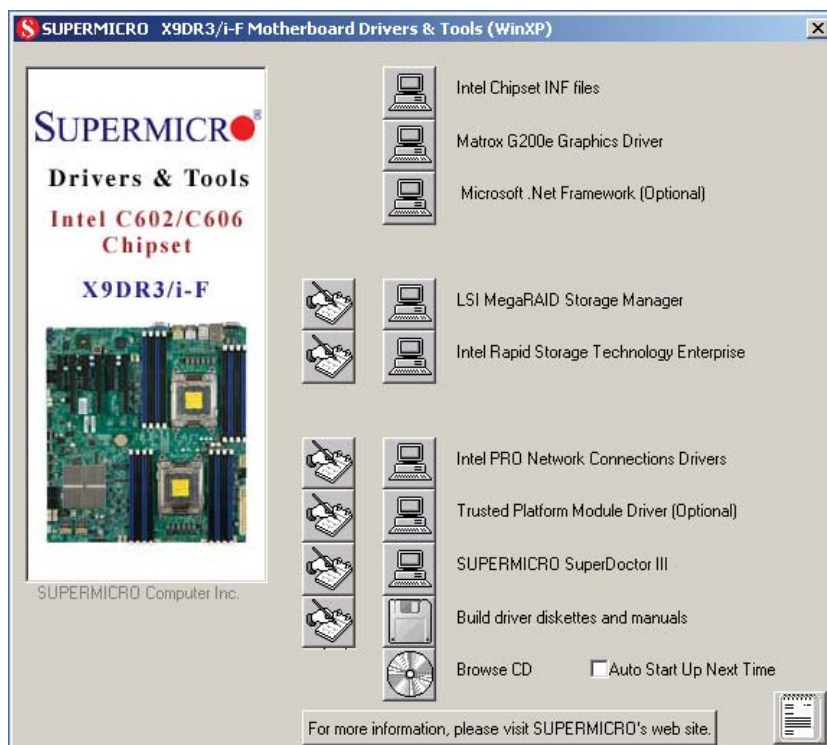 SUPERMICRO X9DR3/i-F Motherboard Drivers & Tools (WinXP)
SUPERMICRO®
Drivers & Tools
Intel C602/C606
Chipset
X9DR3/i-F
SUPERMICRO Computer Inc.
Intel Chipset INF files
Matrox G200e Graphics Driver
Microsoft .Net Framework (Optional)
LSI MegaRAID Storage Manager
Intel Rapid Storage Technology Enterprise
Intel PRO Network Connections Drivers
Trusted Platform Module Driver (Optional)
SUPERMICRO SuperDoctor III
Build driver diskettes and manuals
Browse CD
Auto Start Up Next Time
For more information, please visit SUPERMICRO's web site.